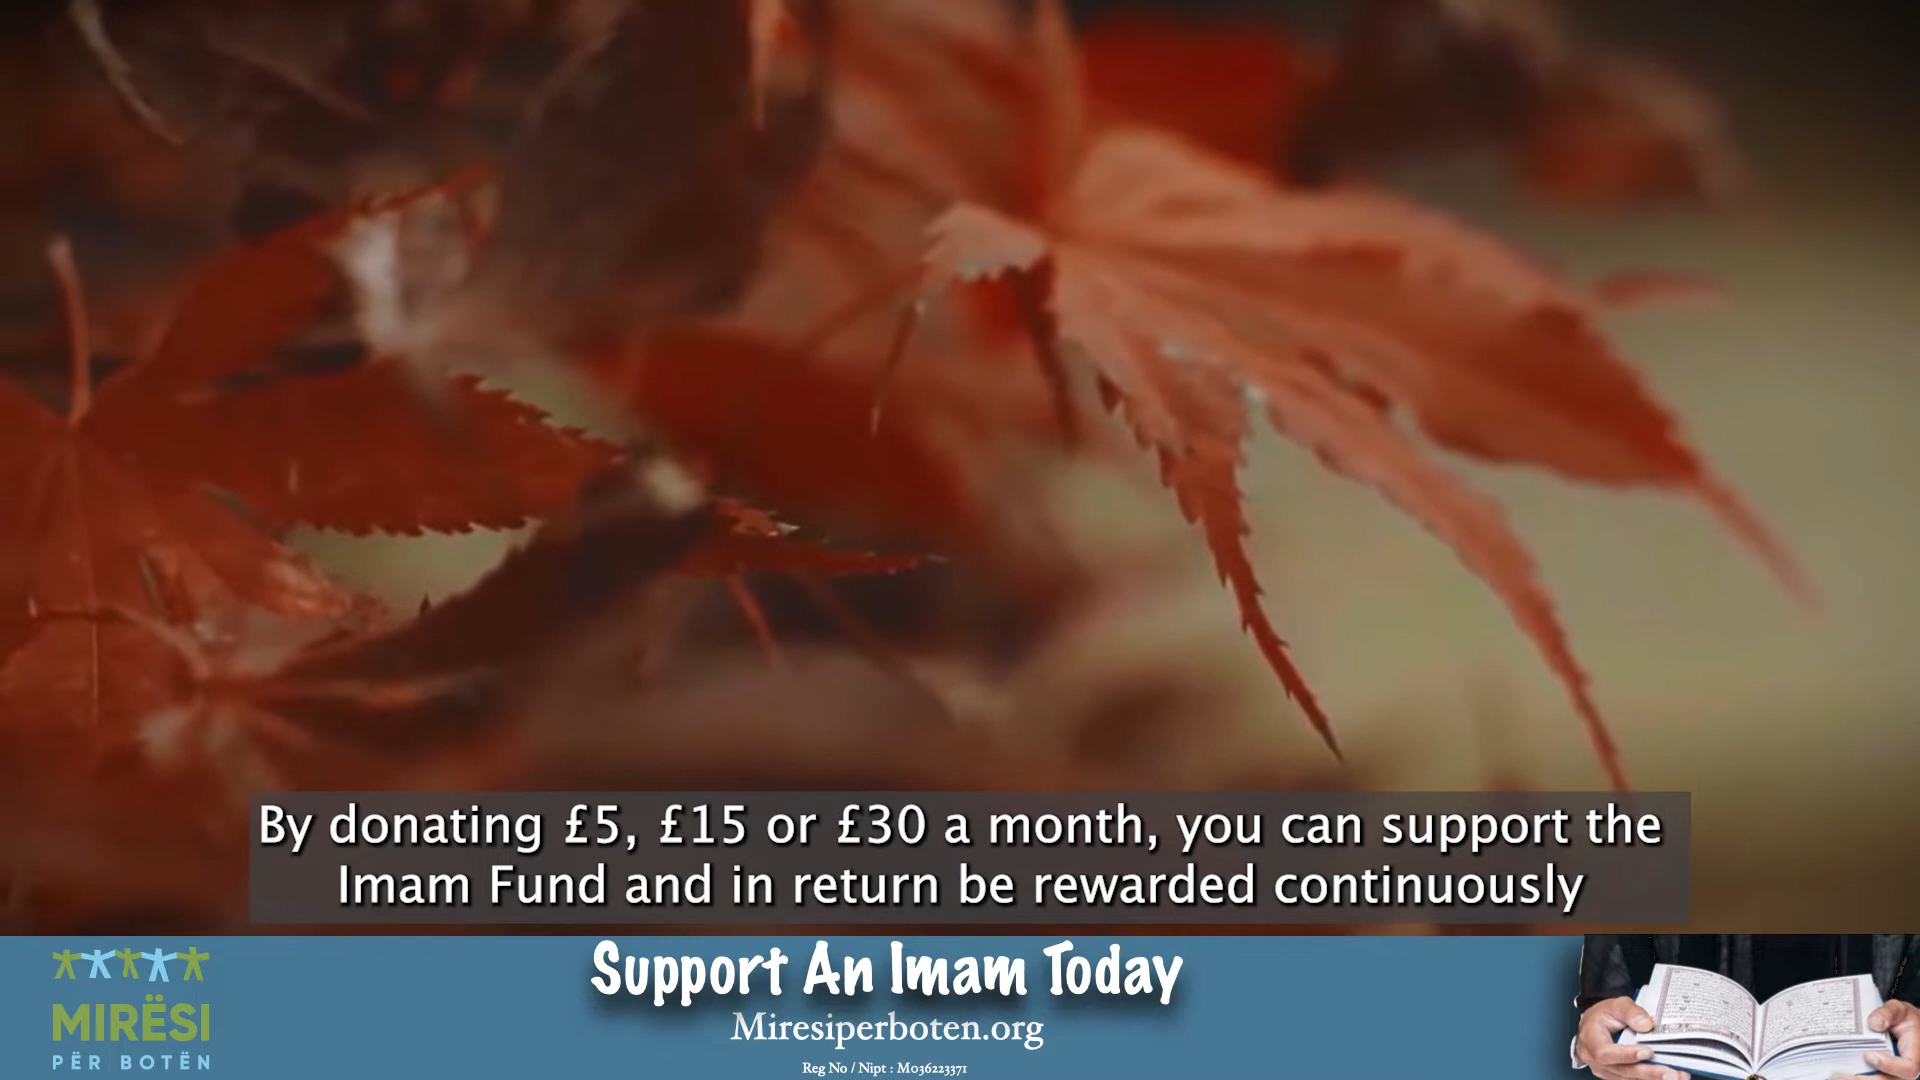 By donating £5, £15 or £30 a month, you can support the
Imam Fund and in return be rewarded continuously
Support An Imam Today
Miresiperboten.org
Reg No / Nipt : M03622337I
MIRËSI
PËR BOTËN